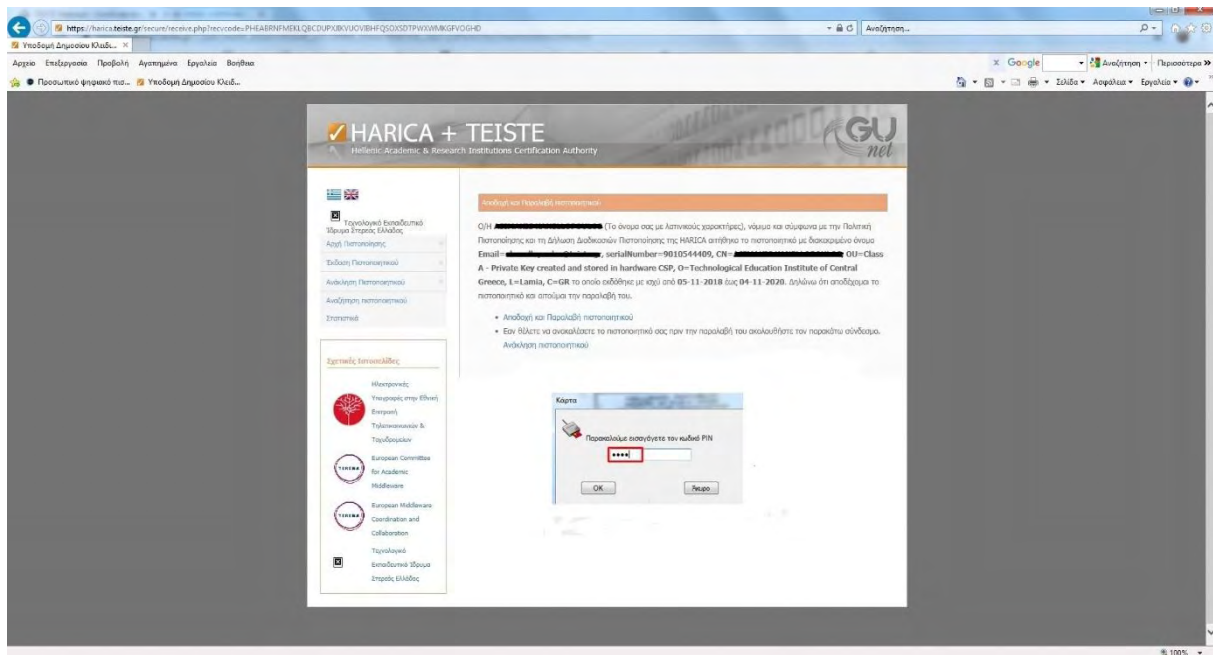 https://harica.teiste.gr/secure/receive.php?recvcode=PHEABRNFMEKLQBCDUPXJIKVUOVIBHFQSOXSDTPWXWMKGFVOGHD
Αναζήτηση...
Υποδομή Δημοσίου Κλειδι...
Αρχείο Επεξεργασία Προβολή Αγαπημένα Εργαλεία Βοήθεια
x Google Αναζήτηση Περισσότερα »
Προσωπικό ψηφιακό πισ... Υποδομή Δημοσίου Κλειδ...
Σελίδα Ασφάλεια Εργαλεία
HARICA + TEISTE
Hellenic Academic & Research Institutions Certification Authority
GU
net
Τεχνολογικό Εκπαιδευτικό
Ίδρυμα Στερεάς Ελλάδας
Αρχή Πιστοποίησης
Έκδοση Πιστοποιητικού
Ανάκληση Πιστοποιητικού
Αναζήτηση πιστοποιητικού
Στατιστικά
Σχετικές Ιστοσελίδες
Ηλεκτρονικές
Υπογραφές στην Εθνική
Επιτροπή
Τηλεπικοινωνιών &
Ταχυδρομείων
TERENA
European Committee
for Academic
Middleware
TERENA
European Middleware
Coordination and
Collaboration
Τεχνολογικό
Εκπαιδευτικό Ίδρυμα
Στερεάς Ελλάδας
Αποδοχή και Παραλαβή πιστοποιητικού
Ο/Η (Το όνομα σας με λατινικούς χαρακτήρες), νόμιμα και σύμφωνα με την Πολιτική
Πιστοποίησης και τη Δήλωση Διαδικασιών Πιστοποίησης της HARICA αιτήθηκα το πιστοποιητικό με διακεκριμένο όνομα
Email= , serialNumber=9010544409, CN= OU=Class
A - Private Key created and stored in hardware CSP, O=Technological Education Institute of Central
Greece, L=Lamia, C=GR το οποίο εκδόθηκε με ισχύ από 05-11-2018 έως 04-11-2020. Δηλώνω ότι αποδέχομαι το
πιστοποιητικό και αιτούμαι την παραλαβή του.
• Αποδοχή και Παραλαβή πιστοποιητικού
• Εαν θέλετε να ανακαλέσετε το πιστοποιητικό σας πριν την παραλαβή του ακολουθήστε τον παρακάτω σύνδεσμο.
Ανάκληση πιστοποιητικού
Κάρτα
Παρακαλούμε εισαγάγετε τον κωδικό PIN
••••
OK Άκυρο
100%